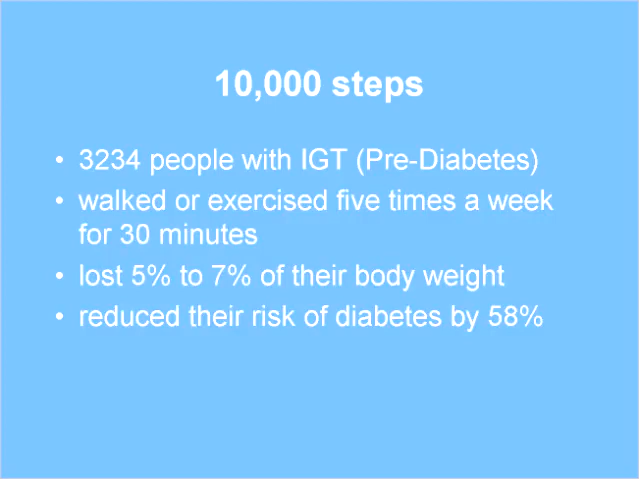 10,000 steps
• 3234 people with IGT (Pre-Diabetes)
• walked or exercised five times a week
for 30 minutes
• lost 5% to 7% of their body weight
• reduced their risk of diabetes by 58%